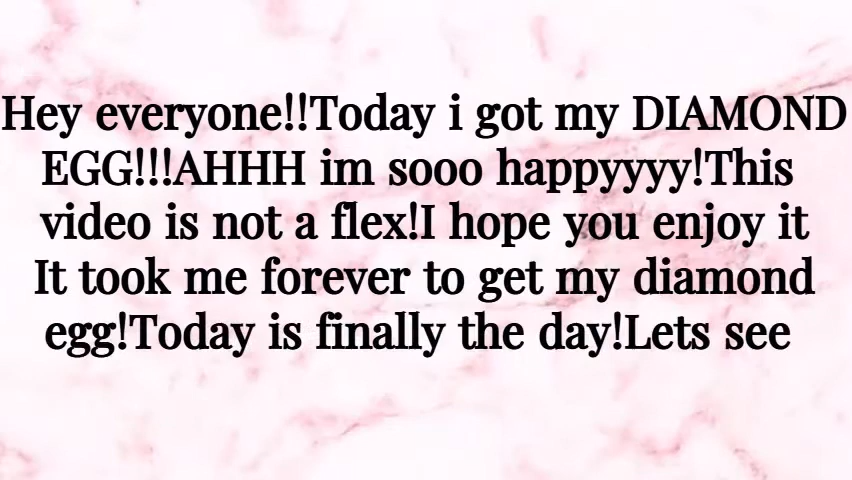 Hey everyone!!Today i got my DIAMOND
EGG!!!AHHH im sooo happyyyy!This
video is not a flex!I hope you enjoy it
It took me forever to get my diamond
egg!Today is finally the day!Lets see